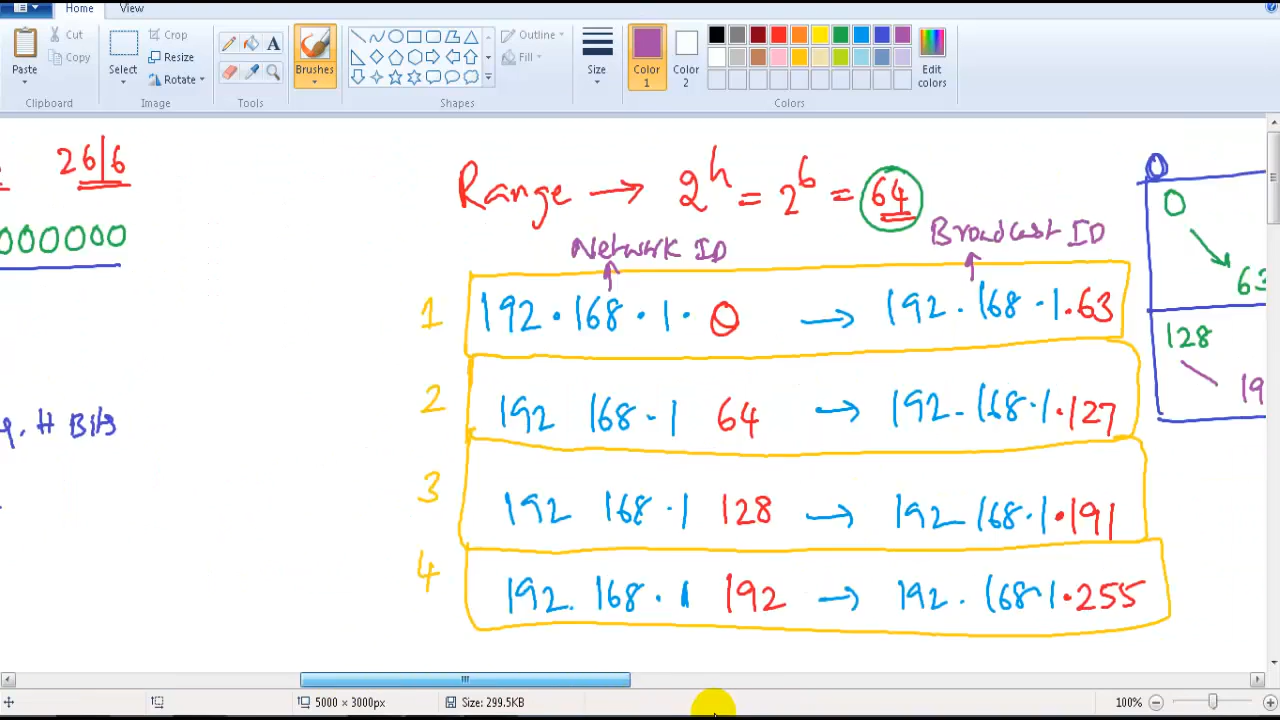 Home View
Cut
Copy
Paste
Clipboard
Crop
Resize
Rotate
Select
Image
A
Tools
Brushes
Outline
Fill
Shapes
Size
Color 1
Color 2
Edit colors
Colors
26|6
000000
H Bits
Range → 2^h = 2^6 = 64
Network ID Broadcast ID
1 192.168.1.0 → 192.168.1.63
2 192 168.1 64 → 192.168.1.127
3 192 168.1 128 → 192.168.1.191
4 192.168.1 192 → 192.168.1.255
0
0
63
128
19
5000 × 3000px
Size: 299.5KB
100%